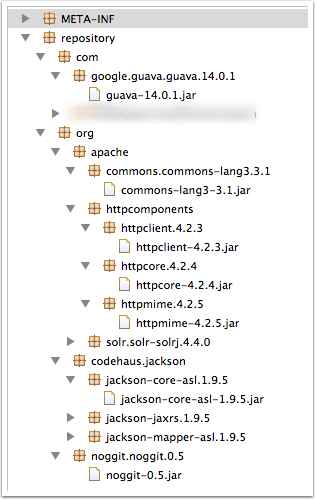 META-INF
repository
com
google.guava.guava.14.0.1
guava-14.0.1.jar
org
apache
commons.commons-lang3.3.1
commons-lang3-3.1.jar
httpcomponents
httpclient.4.2.3
httpclient-4.2.3.jar
httpcore.4.2.4
httpcore-4.2.4.jar
httpmime.4.2.5
httpmime-4.2.5.jar
solr.solr-solrj.4.4.0
codehaus.jackson
jackson-core-asl.1.9.5
jackson-core-asl-1.9.5.jar
jackson-jaxrs.1.9.5
jackson-mapper-asl.1.9.5
noggit.noggit.0.5
noggit-0.5.jar